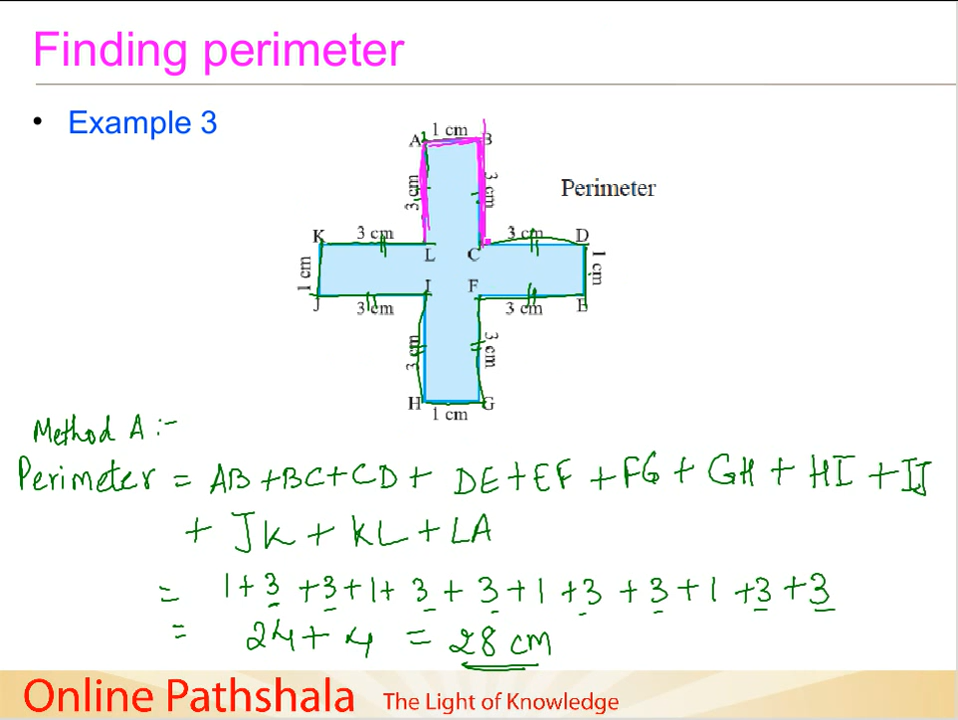 Finding perimeter
• Example 3
1 cm
A B
3 cm 3 cm
Perimeter
K 3 cm 3 cm D
L C
1 cm 1 cm
I F
J 3 cm 3 cm E
3 cm 3 cm
H G
1 cm
Method A :-
Perimeter = AB + BC + CD + DE + EF + FG + GH + HI + IJ
+ JK + KL + LA
= 1 + 3 + 3 + 1 + 3 + 3 + 1 + 3 + 3 + 1 + 3 + 3
= 24 + 4 = 28 cm
Online Pathshala The Light of Knowledge